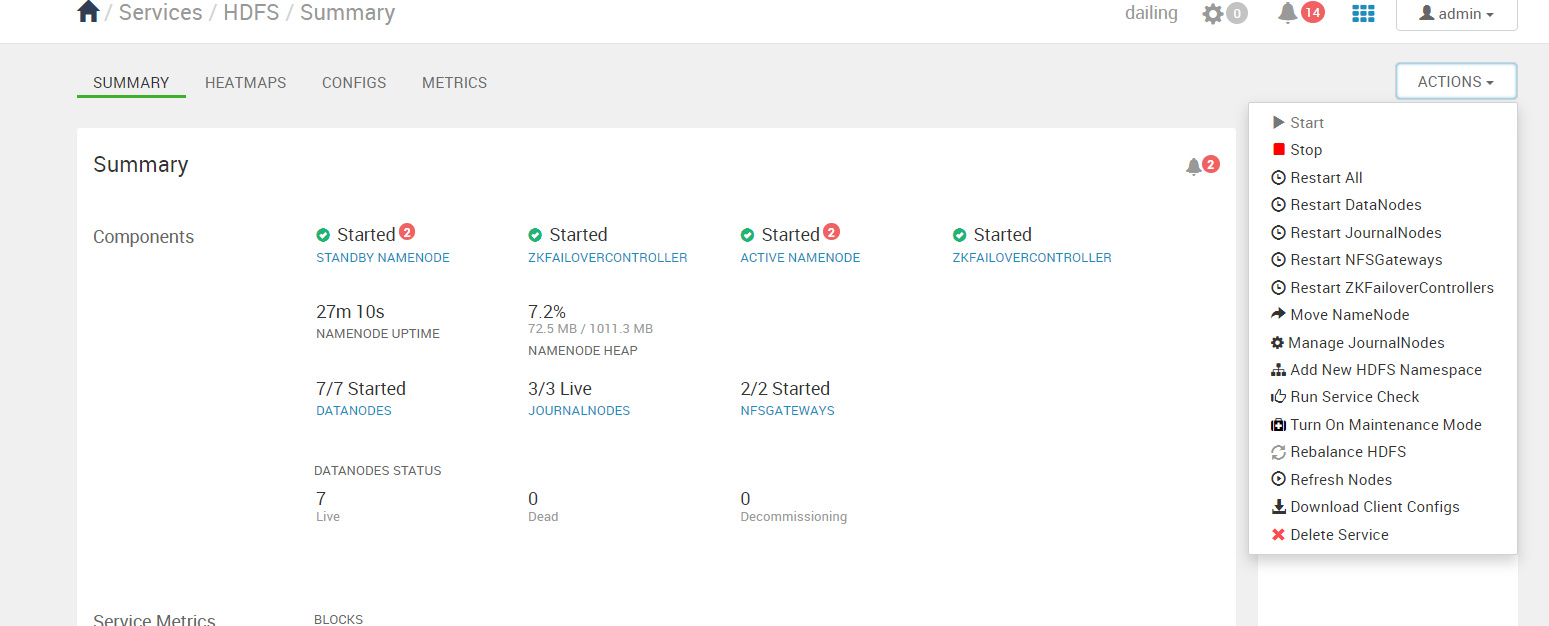 / Services / HDFS / Summary
dailing 0 14 admin
SUMMARY HEATMAPS CONFIGS METRICS
ACTIONS
Start
Stop
Restart All
Restart DataNodes
Restart JournalNodes
Restart NFSGateways
Restart ZKFailoverControllers
Move NameNode
Manage JournalNodes
Add New HDFS Namespace
Run Service Check
Turn On Maintenance Mode
Rebalance HDFS
Refresh Nodes
Download Client Configs
Delete Service
Summary
2
Components
Started 2
STANDBY NAMENODE
Started
ZKFAILOVERCONTROLLER
Started 2
ACTIVE NAMENODE
Started
ZKFAILOVERCONTROLLER
27m 10s
NAMENODE UPTIME
7.2%
72.5 MB / 1011.3 MB
NAMENODE HEAP
7/7 Started
DATANODES
3/3 Live
JOURNALNODES
2/2 Started
NFSGATEWAYS
DATANODES STATUS
7
Live
0
Dead
0
Decommissioning
Service Metrics
BLOCKS